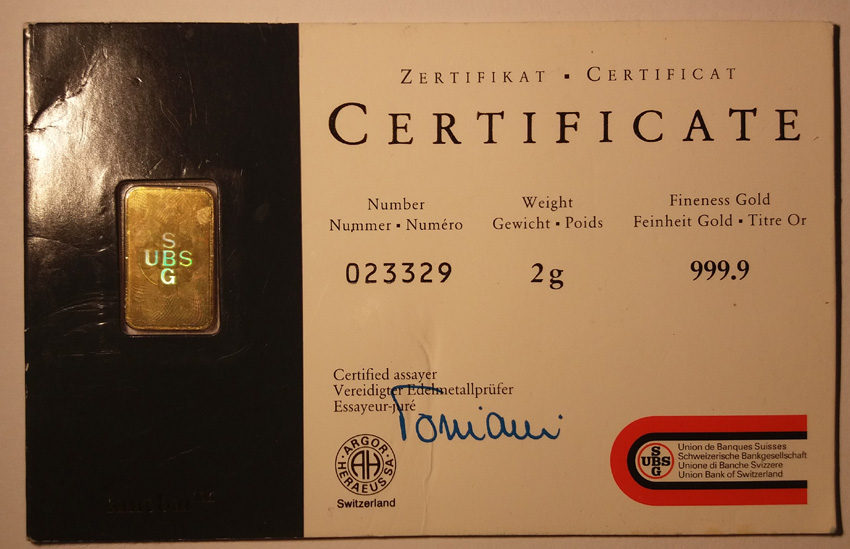 ZERTIFIKAT ▪ CERTIFICAT
CERTIFICATE
Number
Nummer ▪ Numéro
023329
Weight
Gewicht ▪ Poids
2 g
Fineness Gold
Feinheit Gold ▪ Titre Or
999.9
S
UBS
G
Certified assayer
Vereidigter Edelmetallprüfer
Essayeur-juré
Toniani
ARGOR
HERAEUS SA
AH
Switzerland
S
UBS
G
Union de Banques Suisses
Schweizerische Bankgesellschaft
Unione di Banche Svizzere
Union Bank of Switzerland